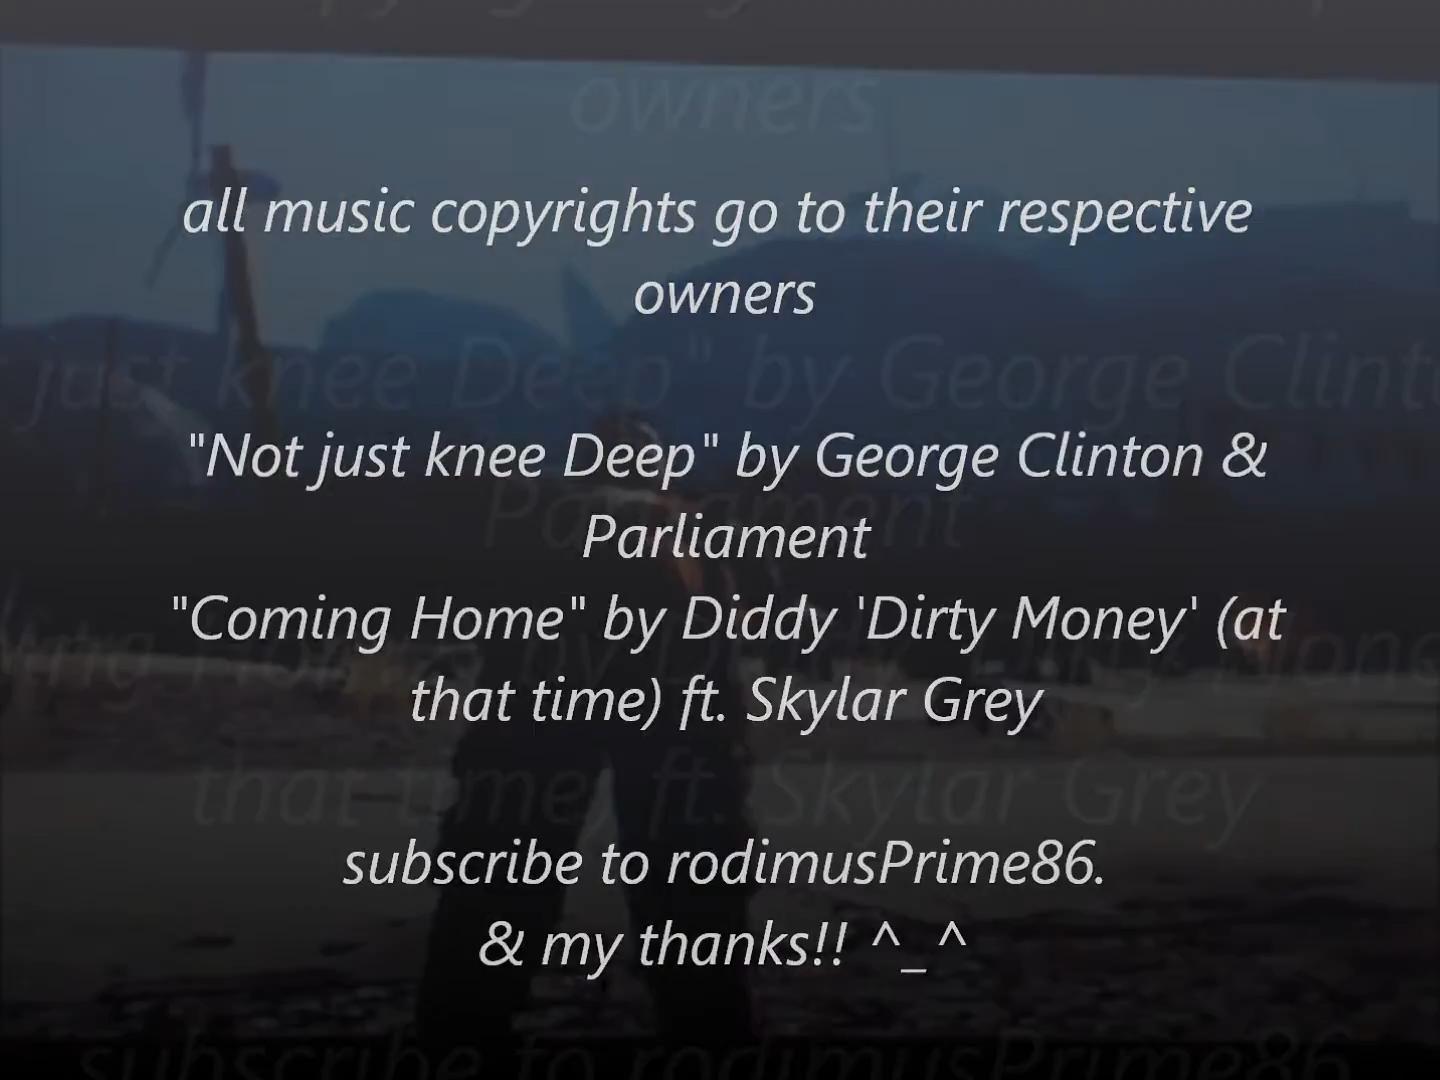 all music copyrights go to their respective
owners
"Not just knee Deep" by George Clinton &
Parliament
"Coming Home" by Diddy 'Dirty Money' (at
that time) ft. Skylar Grey
subscribe to rodimusPrime86.
& my thanks!! ^_^